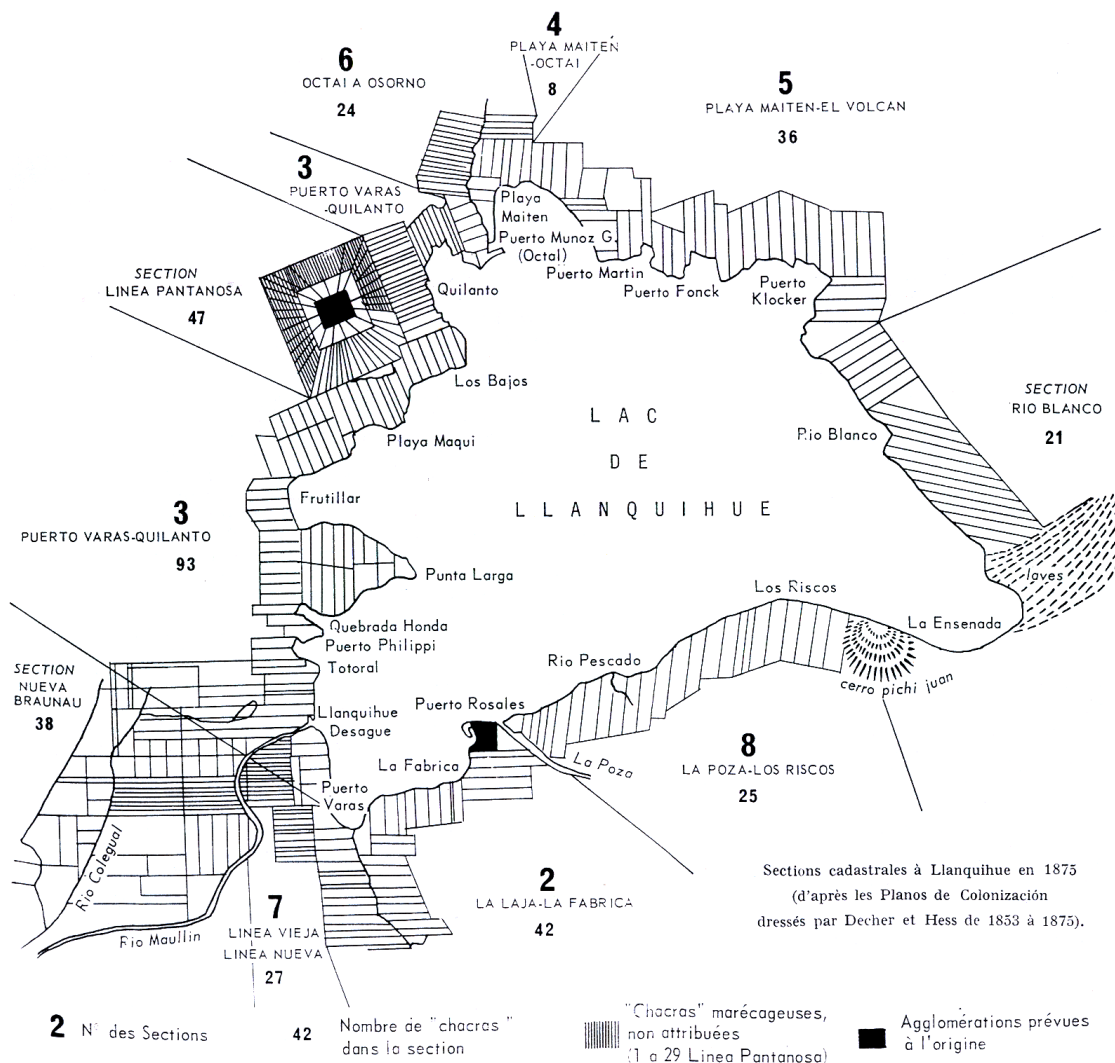 4
PLAYA MAITEN
-OCTAI
8
6
OCTAI A OSORNO
24
5
PLAYA MAITEN-EL VOLCAN
36
3
PUERTO VARAS
-QUILANTO
SECTION
LINEA PANTANOSA
47
Playa
Maiten
Puerto Munoz G.
(Octal)
Puerto Martin
Puerto Fonck
Puerto
Klocker
Quilanto
Los Bajos
Playa Maqui
SECTION
RIO BLANCO
21
Rio Blanco
LAC
DE
LLANQUIHUE
Frutillar
3
PUERTO VARAS-QUILANTO
93
Punta Larga
laves
Los Riscos
La Ensenada
Quebrada Honda
Puerto Philippi
Totoral
Rio Pescado
cerro pichi juan
SECTION
NUEVA
BRAUNAU
38
Llanquihue
Desague
Puerto Rosales
La Fabrica
La Poza
8
LA POZA-LOS RISCOS
25
Puerto
Varas
Rio Colegual
Rio Maullin
7
LINEA VIEJA
LINEA NUEVA
27
2
LA LAJA-LA FABRICA
42
Sections cadastrales à Llanquihue en 1875
(d'après les Planos de Colonización
dressés par Decher et Hess de 1853 à 1875).
2 N° des Sections
42 Nombre de "chacras"
dans la section
"Chacras" marécageuses,
non attribuées
(1 a 29 Linea Pantanosa)
Agglomérations prévues
à l'origine